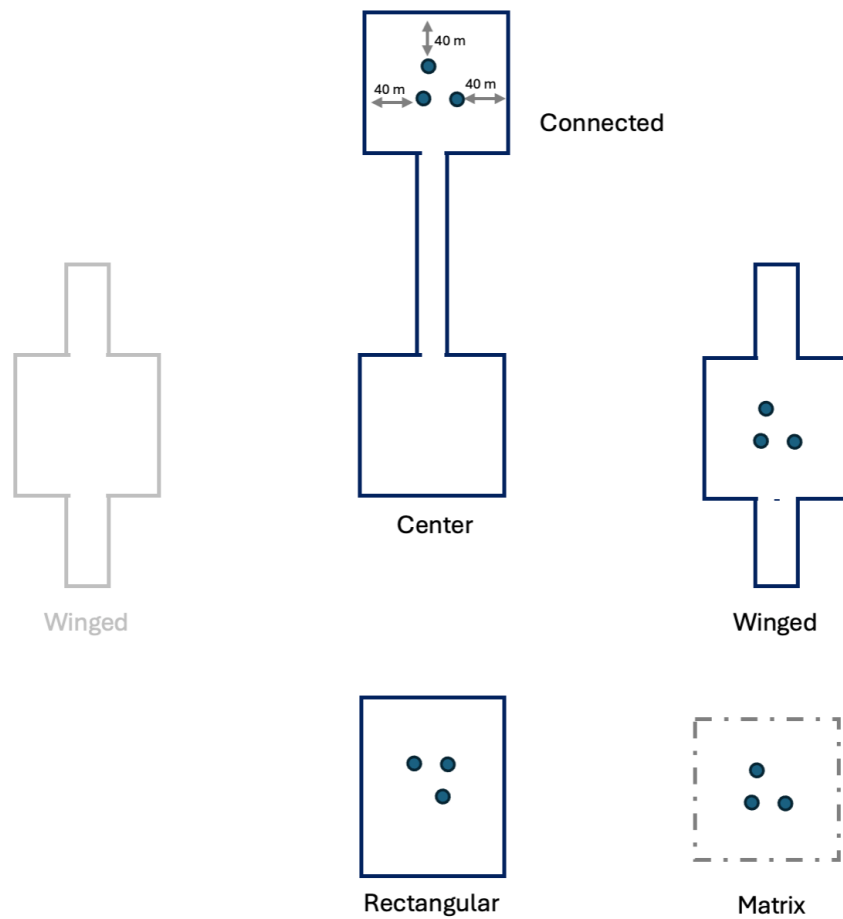 40 m
40 m
40 m
Connected
Center
Winged
Winged
Rectangular
Matrix